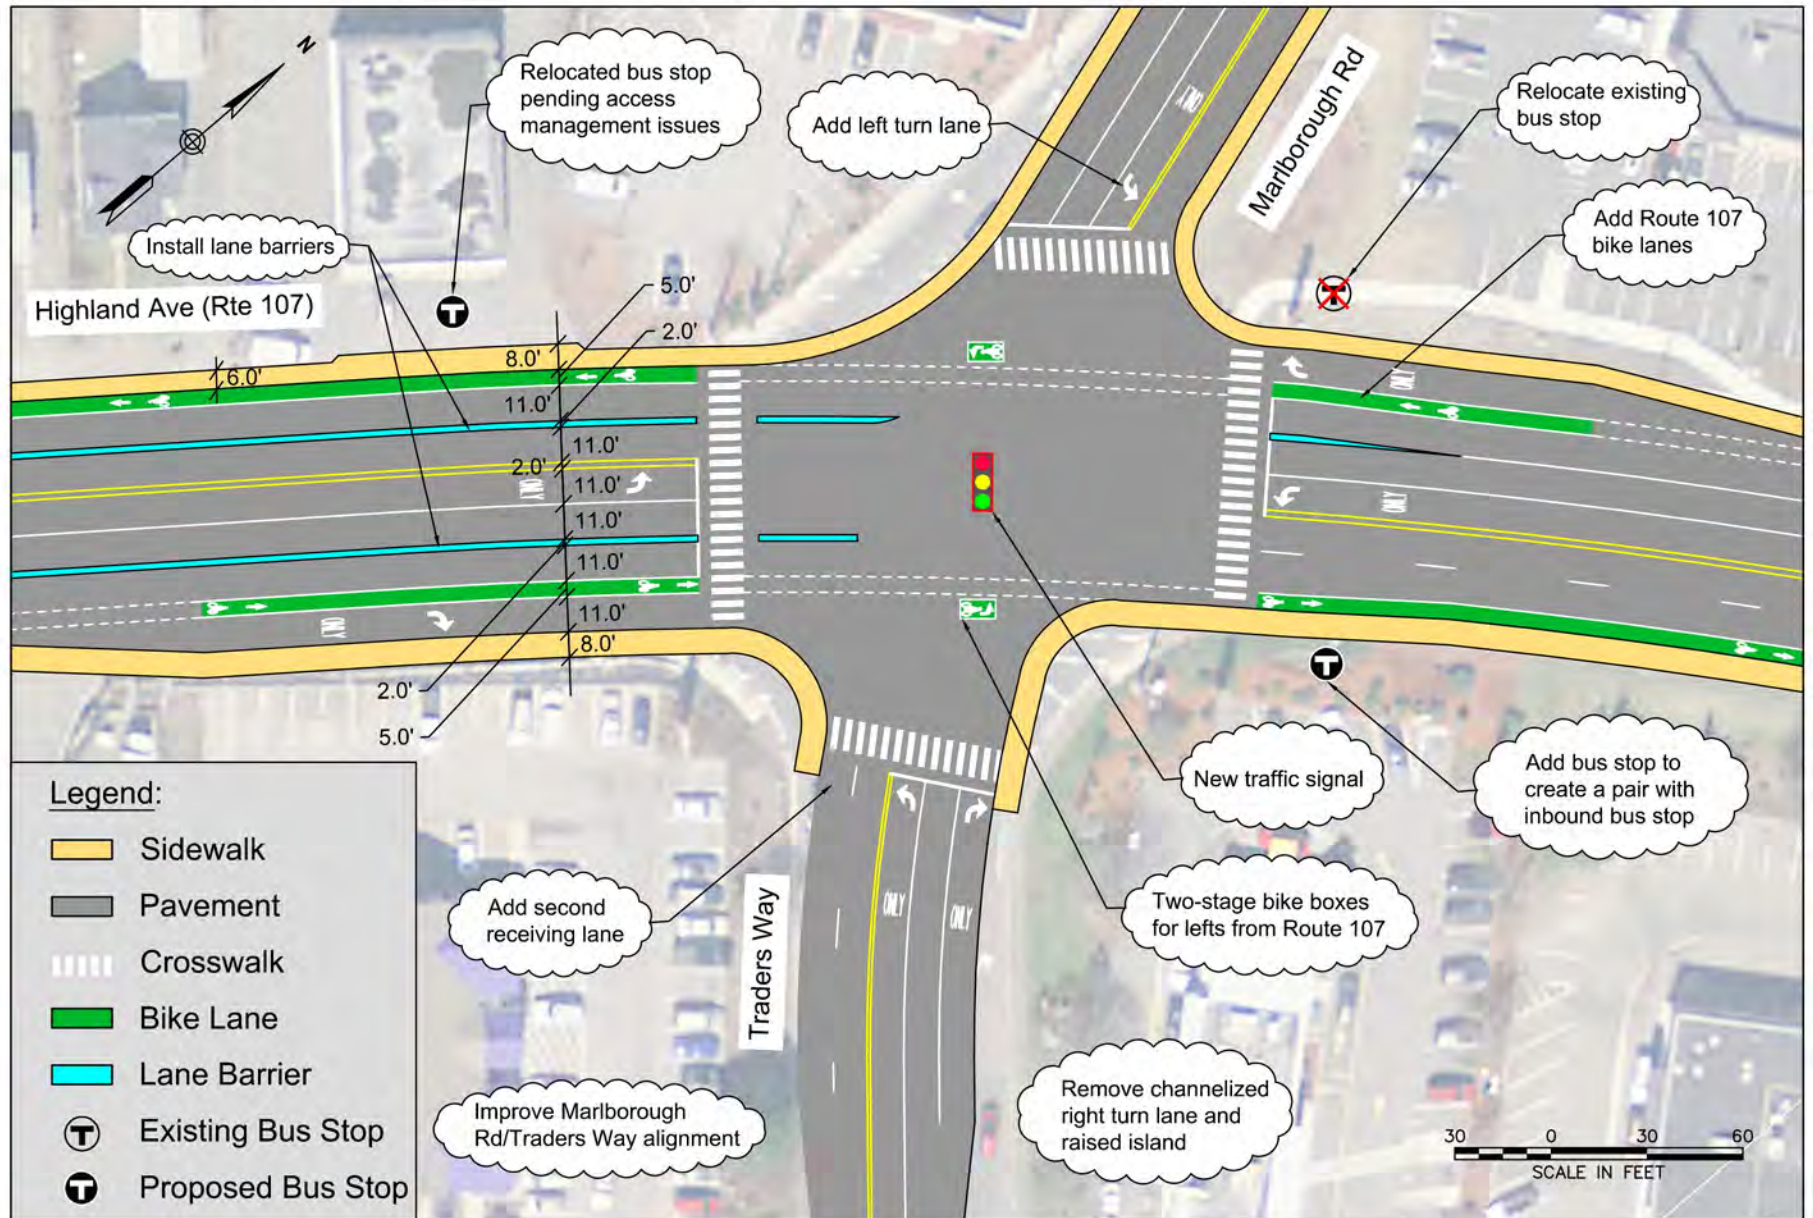 N
Relocated bus stop
pending access
management issues
Add left turn lane
ONLY
Marlborough Rd
Relocate existing
bus stop
Add Route 107
bike lanes
Install lane barriers
Highland Ave (Rte 107)
T
T
5.0'
2.0'
8.0'
6.0'
11.0'
11.0'
2.0'
11.0'
11.0'
11.0'
11.0'
8.0'
2.0'
5.0'
ONLY
ONLY
ONLY
ONLY
T
New traffic signal
Add bus stop to
create a pair with
inbound bus stop
Two-stage bike boxes
for lefts from Route 107
Add second
receiving lane
Traders Way
ONLY
ONLY
Improve Marlborough
Rd/Traders Way alignment
Remove channelized
right turn lane and
raised island
30 0 30 60
SCALE IN FEET
Legend:
Sidewalk
Pavement
Crosswalk
Bike Lane
Lane Barrier
T Existing Bus Stop
T Proposed Bus Stop